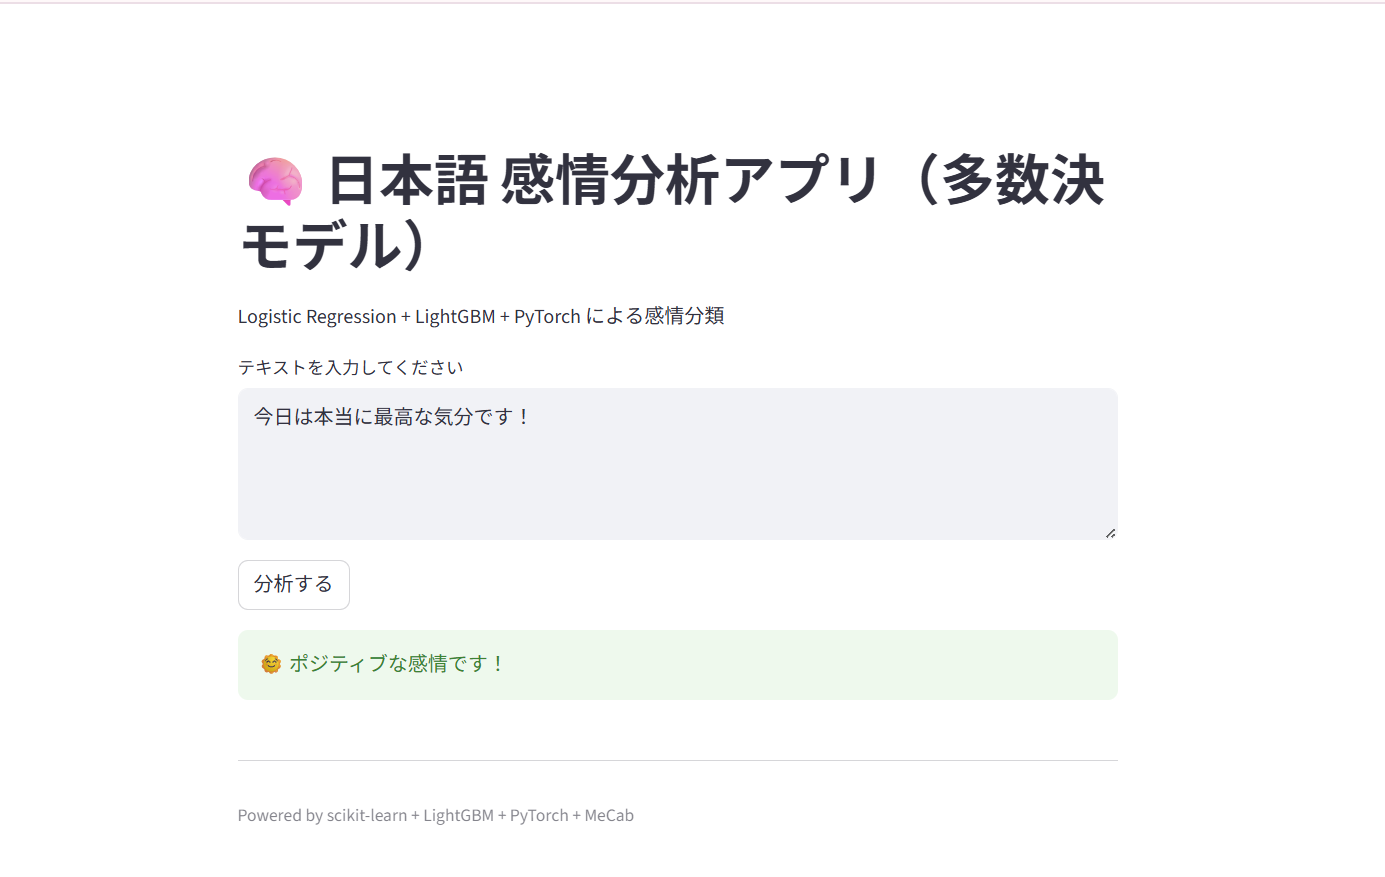 🧠 日本語 感情分析アプリ（多数決
モデル）
Logistic Regression + LightGBM + PyTorch による感情分類
テキストを入力してください
今日は本当に最高な気分です！
分析する
😊 ポジティブな感情です！
Powered by scikit-learn + LightGBM + PyTorch + MeCab